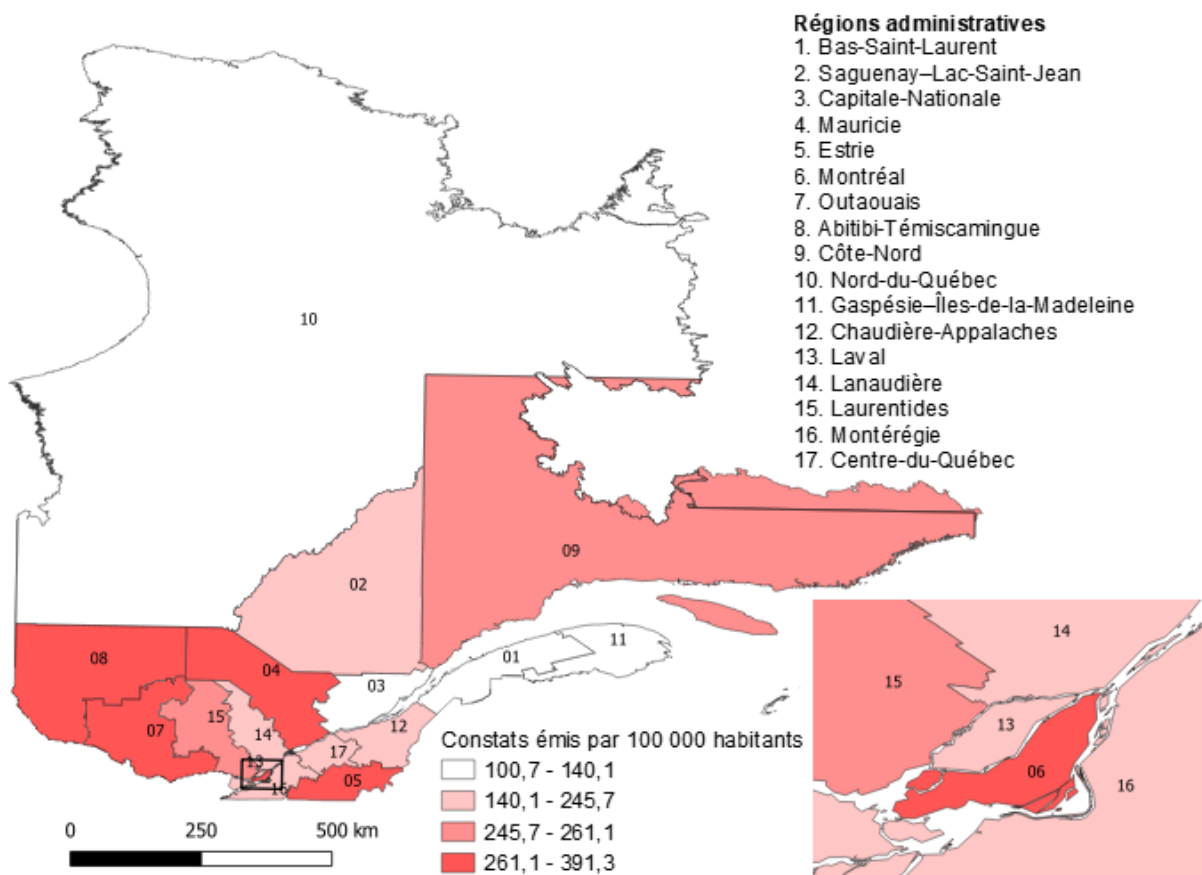 Régions administratives
1. Bas-Saint-Laurent
2. Saguenay–Lac-Saint-Jean
3. Capitale-Nationale
4. Mauricie
5. Estrie
6. Montréal
7. Outaouais
8. Abitibi-Témiscamingue
9. Côte-Nord
10. Nord-du-Québec
11. Gaspésie–Îles-de-la-Madeleine
12. Chaudière-Appalaches
13. Laval
14. Lanaudière
15. Laurentides
16. Montérégie
17. Centre-du-Québec
10
09
02
11
01
08
04
03
15
07
14
12
17
13
05
16
Constats émis par 100 000 habitants
100,7 - 140,1
140,1 - 245,7
245,7 - 261,1
261,1 - 391,3
0 250 500 km
14
15
13
06
16